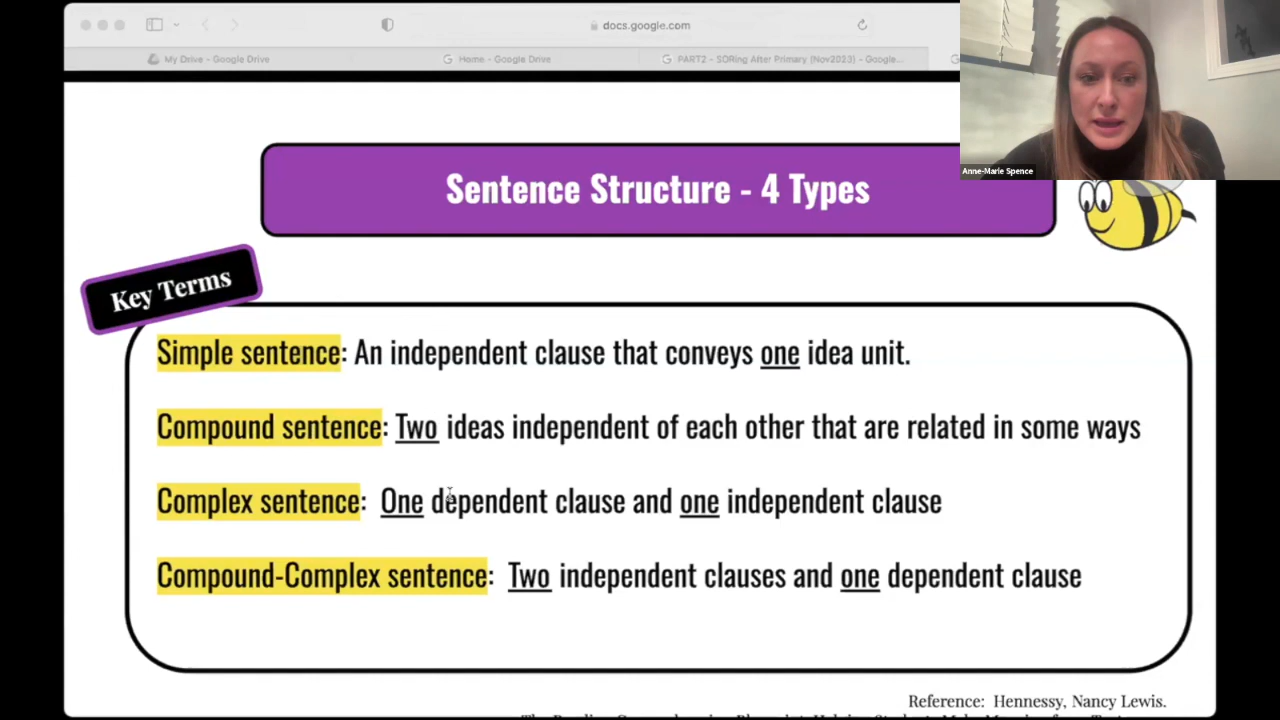 docs.google.com
My Drive - Google Drive
Home - Google Drive
PART2 - SORing After Primary (Nov2023) - Google...
Anne-Marie Spence
Sentence Structure - 4 Types
Key Terms
Simple sentence: An independent clause that conveys one idea unit.
Compound sentence: Two ideas independent of each other that are related in some ways
Complex sentence: One dependent clause and one independent clause
Compound-Complex sentence: Two independent clauses and one dependent clause
Reference: Hennessy, Nancy Lewis.